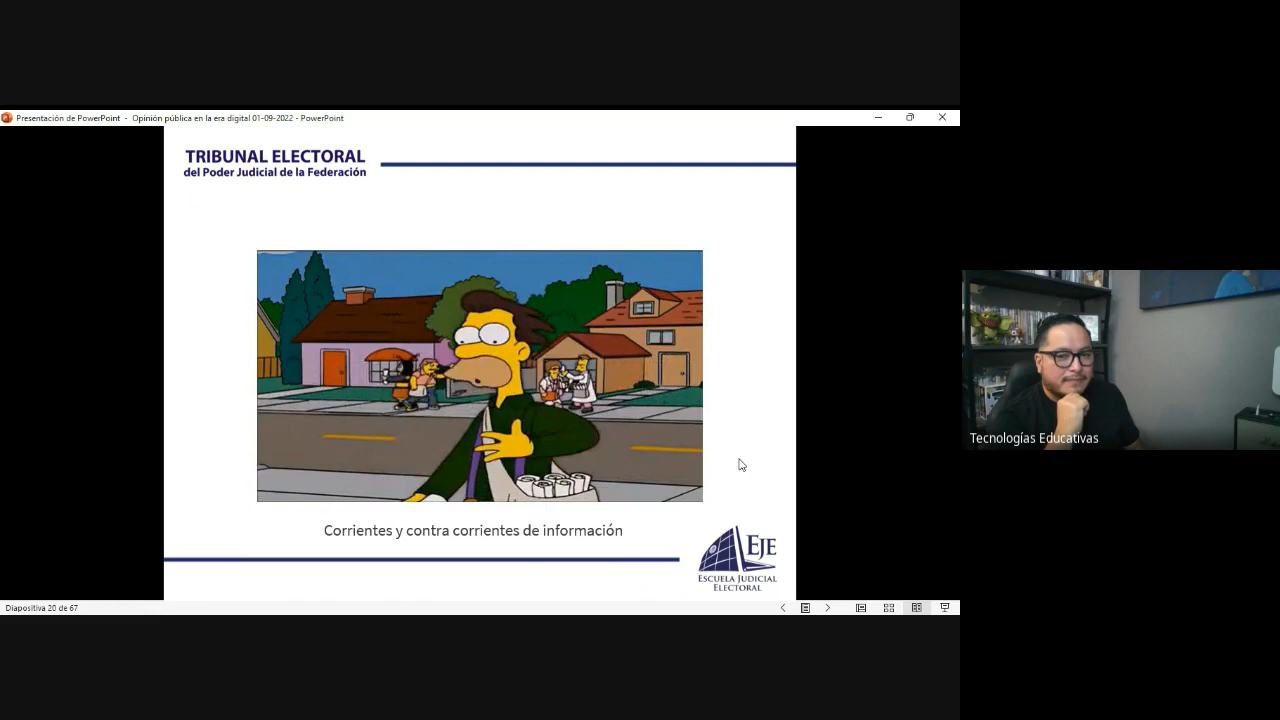 Presentación de PowerPoint - Opinión pública en la era digital 01-09-2022 - PowerPoint
TRIBUNAL ELECTORAL
del Poder Judicial de la Federación
Corrientes y contra corrientes de información
EJE
ESCUELA JUDICIAL
ELECTORAL
Tecnologías Educativas
Diapositiva 20 de 67